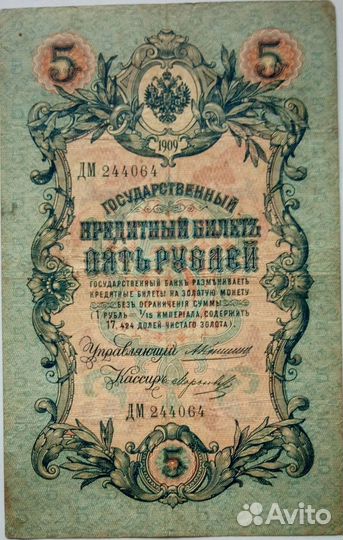 5 5
1909
ДМ 244064
ГОСУДАРСТВЕННЫЙ
КРЕДИТНЫЙ БИЛЕТЪ
ПЯТЬ РУБЛЕЙ
ГОСУДАРСТВЕННЫЙ БАНКЪ РАЗМѢНИВАЕТЪ
КРЕДИТНЫЕ БИЛЕТЫ НА ЗОЛОТУЮ МОНЕТУ
БЕЗЪ ОГРАНИЧЕНІЯ СУММЫ
(1 РУБЛЬ = 1/15 ИМПЕРІАЛА, СОДЕРЖИТЪ
17,424 ДОЛЕЙ ЧИСТАГО ЗОЛОТА).
Управляющій
Кассиръ
ДМ 244064
5
Avito